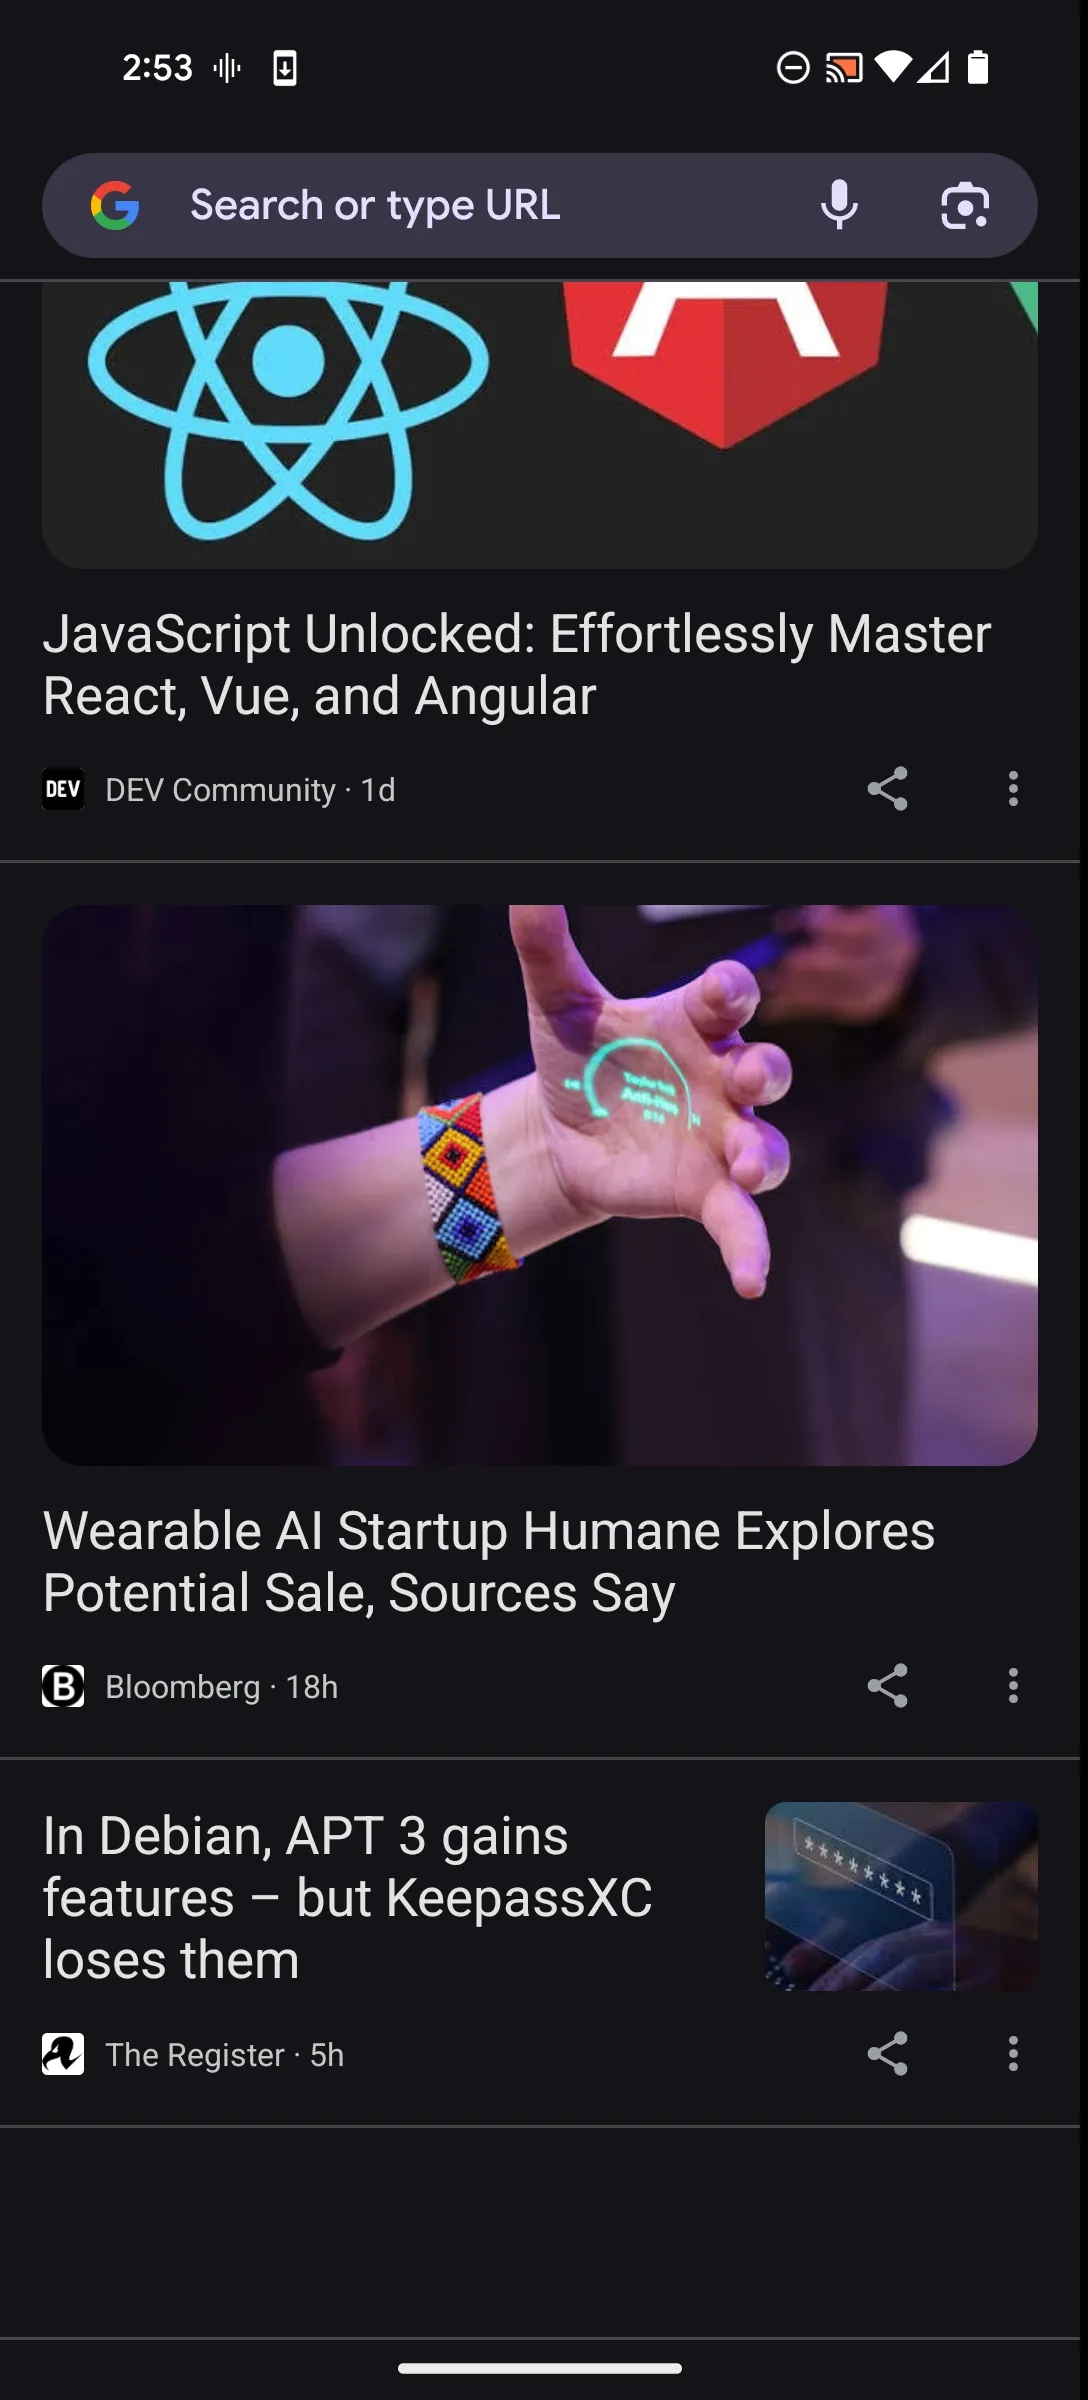 2:53
Search or type URL
JavaScript Unlocked: Effortlessly Master
React, Vue, and Angular
DEV
DEV Community · 1d
Wearable AI Startup Humane Explores
Potential Sale, Sources Say
B
Bloomberg · 18h
In Debian, APT 3 gains
features – but KeepassXC
loses them
********
The Register · 5h